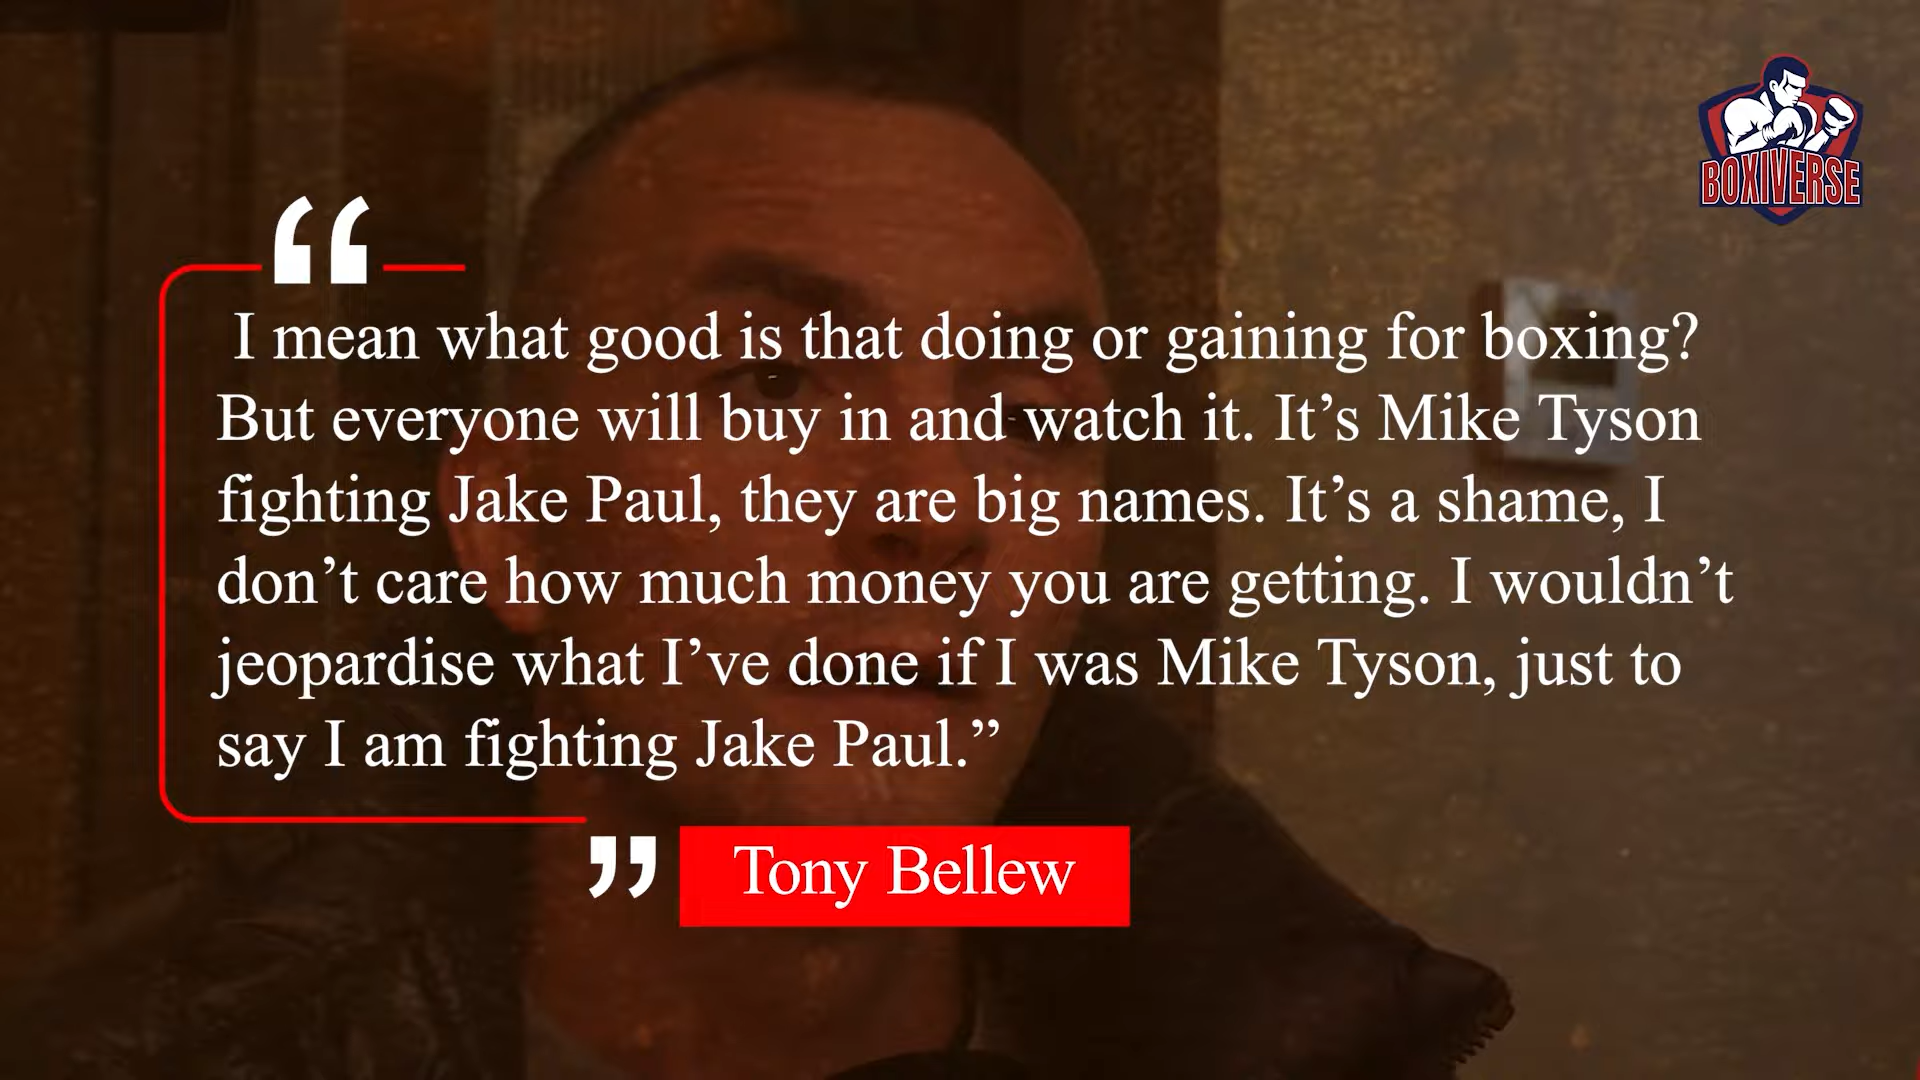 BOXIVERSE
“
I mean what good is that doing or gaining for boxing?
But everyone will buy in and watch it. It’s Mike Tyson
fighting Jake Paul, they are big names. It’s a shame, I
don’t care how much money you are getting. I wouldn’t
jeopardise what I’ve done if I was Mike Tyson, just to
say I am fighting Jake Paul.”
”
Tony Bellew